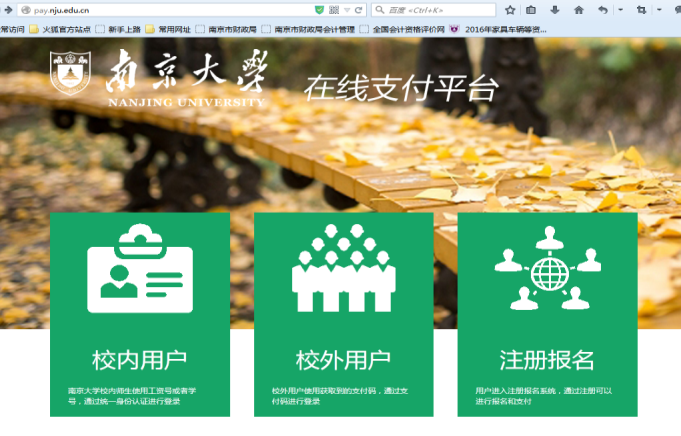 pay.nju.edu.cn
百度 <Ctrl+K>
常访问 火狐官方站点 新手上路 常用网址 南京市财政局 南京市财政局会计管理 全国会计资格评价网 2016年家具车辆等资...
南京大学
NANJING UNIVERSITY
在线支付平台
校内用户
校外用户
注册报名
南京大学校内师生使用工资号或者学
号，通过统一身份认证进行登录
校外用户使用获取到的支付码，通过支
付码进行登录
用户进入注册报名系统，通过注册可以
进行报名和支付